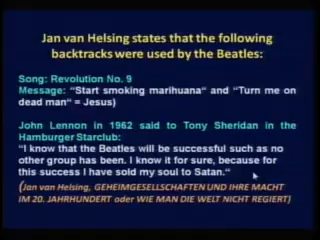 Jan van Helsing states that the following
backtracks were used by the Beatles:
Song: Revolution No. 9
Message: “Start smoking marihuana“ and “Turn me on
dead man“ = Jesus)
John Lennon in 1962 said to Tony Sheridan in the
Hamburger Starclub:
“I know that the Beatles will be successful such as no
other group has been. I know it for sure, because for
this success I have sold my soul to Satan.“
(Jan van Helsing, GEHEIMGESELLSCHAFTEN UND IHRE MACHT
IM 20. JAHRHUNDERT oder WIE MAN DIE WELT NICHT REGIERT)